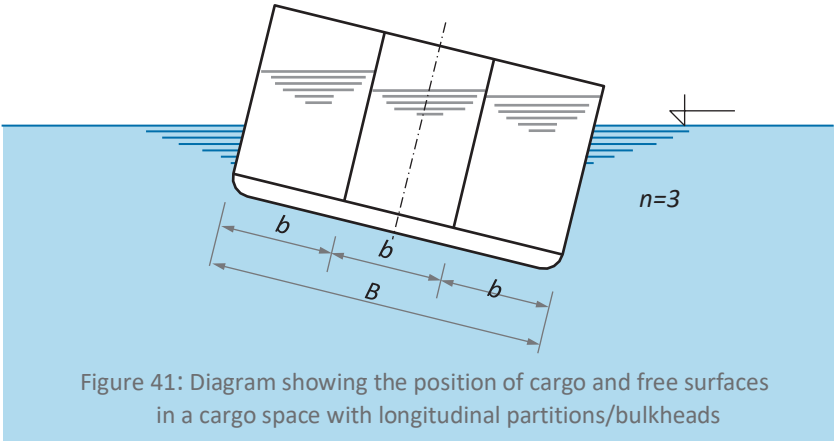 n=3
b
b
b
B
Figure 41: Diagram showing the position of cargo and free surfaces
in a cargo space with longitudinal partitions/bulkheads